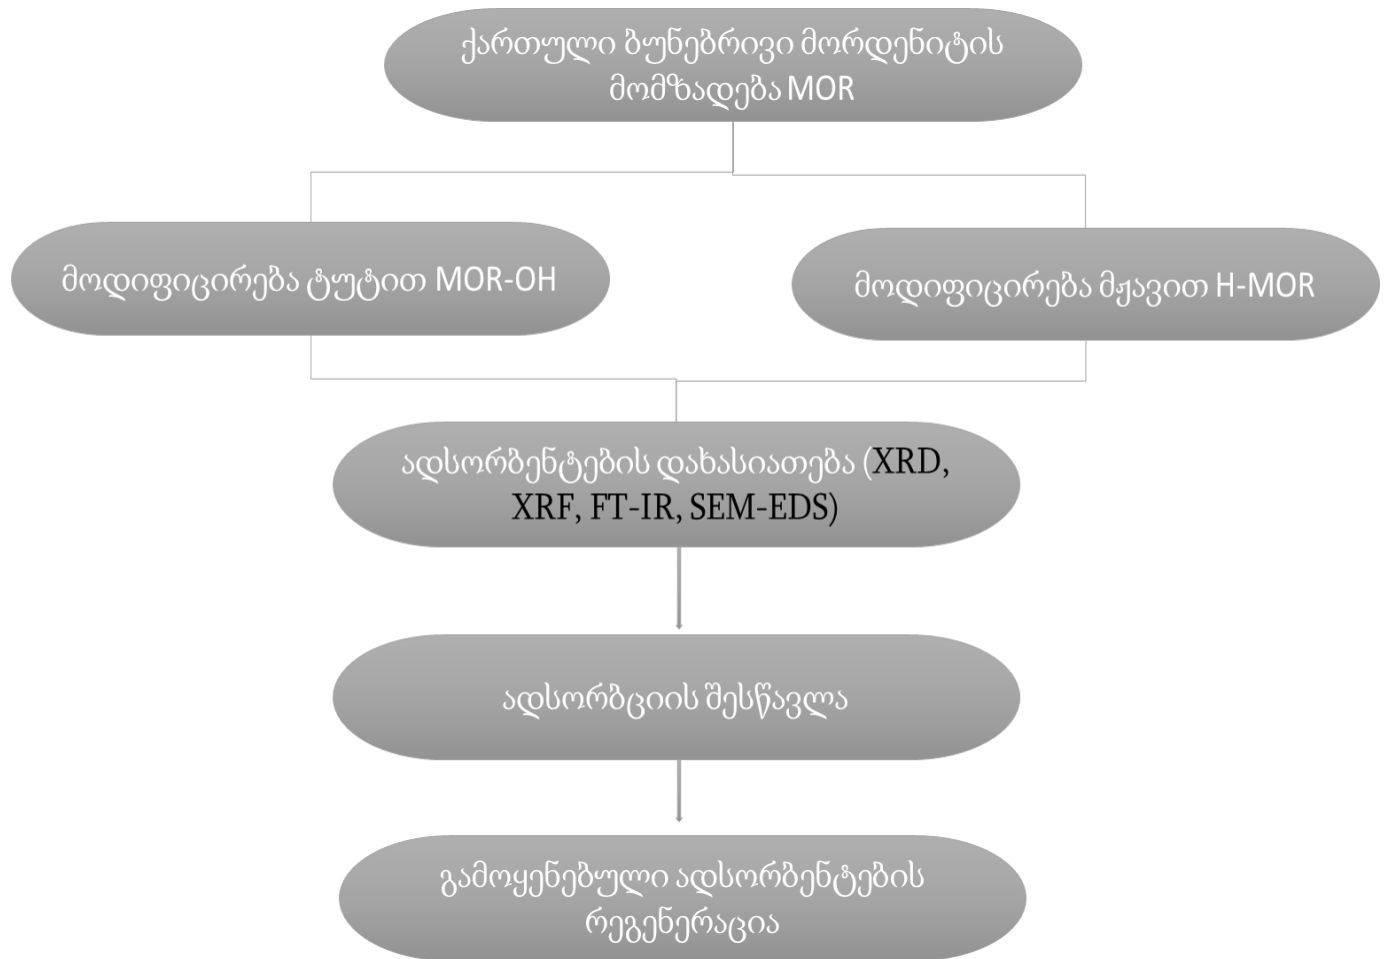 ქართული ბუნებრივი მორდენიტის
მომზადება MOR
მოდიფიცირება ტუტით MOR-OH
მოდიფიცირება მჟავით H-MOR
ადსორბენტების დახასიათება (XRD,
XRF, FT-IR, SEM-EDS)
ადსორბციის შესწავლა
გამოყენებული ადსორბენტების
რეგენერაცია